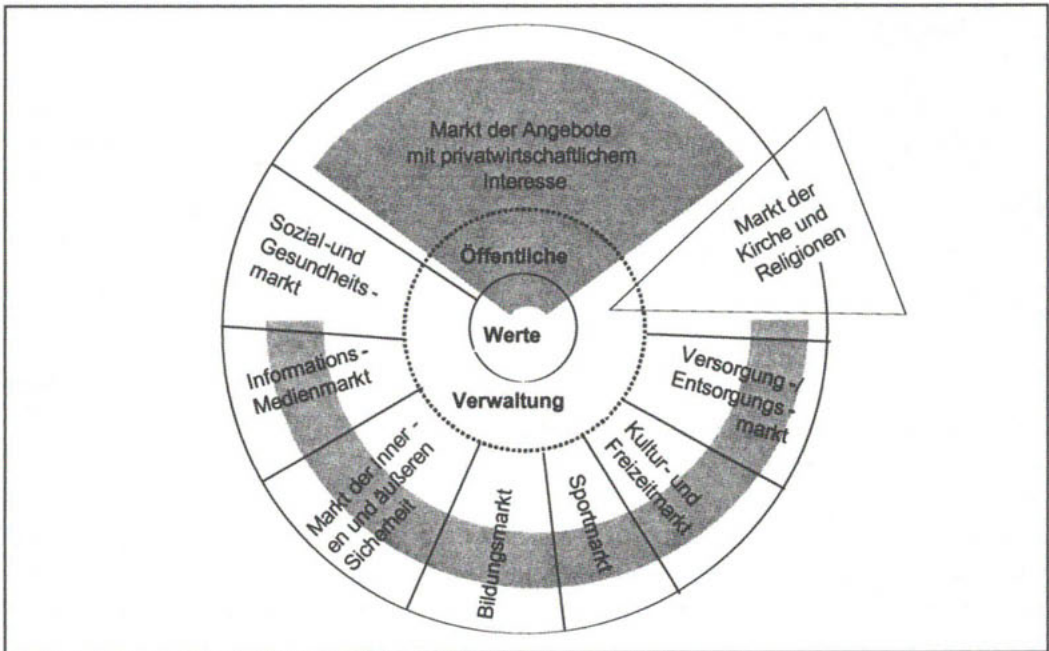 Markt der Angebote
mit privatwirtschaftlichem
Interesse
Öffentliche
Werte
Verwaltung
Sozial-und
Gesundheits-
markt
Markt der
Kirche und
Religionen
Informations-
Medienmarkt
Versorgung-/
Entsorgungs-
markt
Markt der inner-
en und äußeren
Sicherheit
Bildungsmarkt
Sportmarkt
Kultur- und
Freizeitmarkt